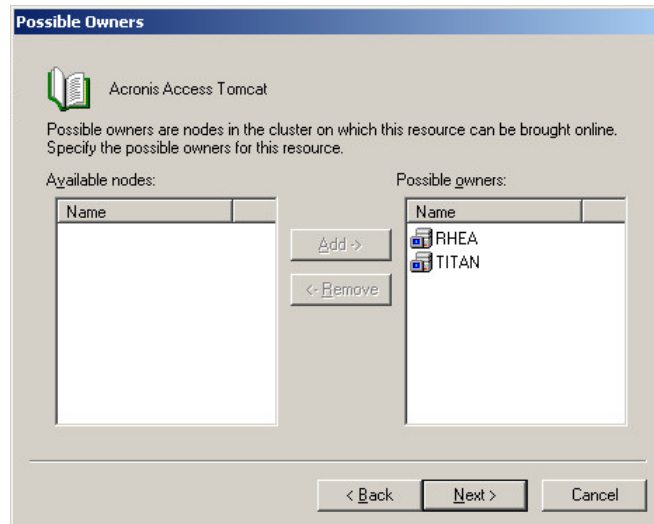 Possible Owners
Acronis Access Tomcat
Possible owners are nodes in the cluster on which this resource can be brought online.
Specify the possible owners for this resource.
Available nodes:
Possible owners:
Name
Name
RHEA
TITAN
Add ->
<- Remove
< Back
Next >
Cancel